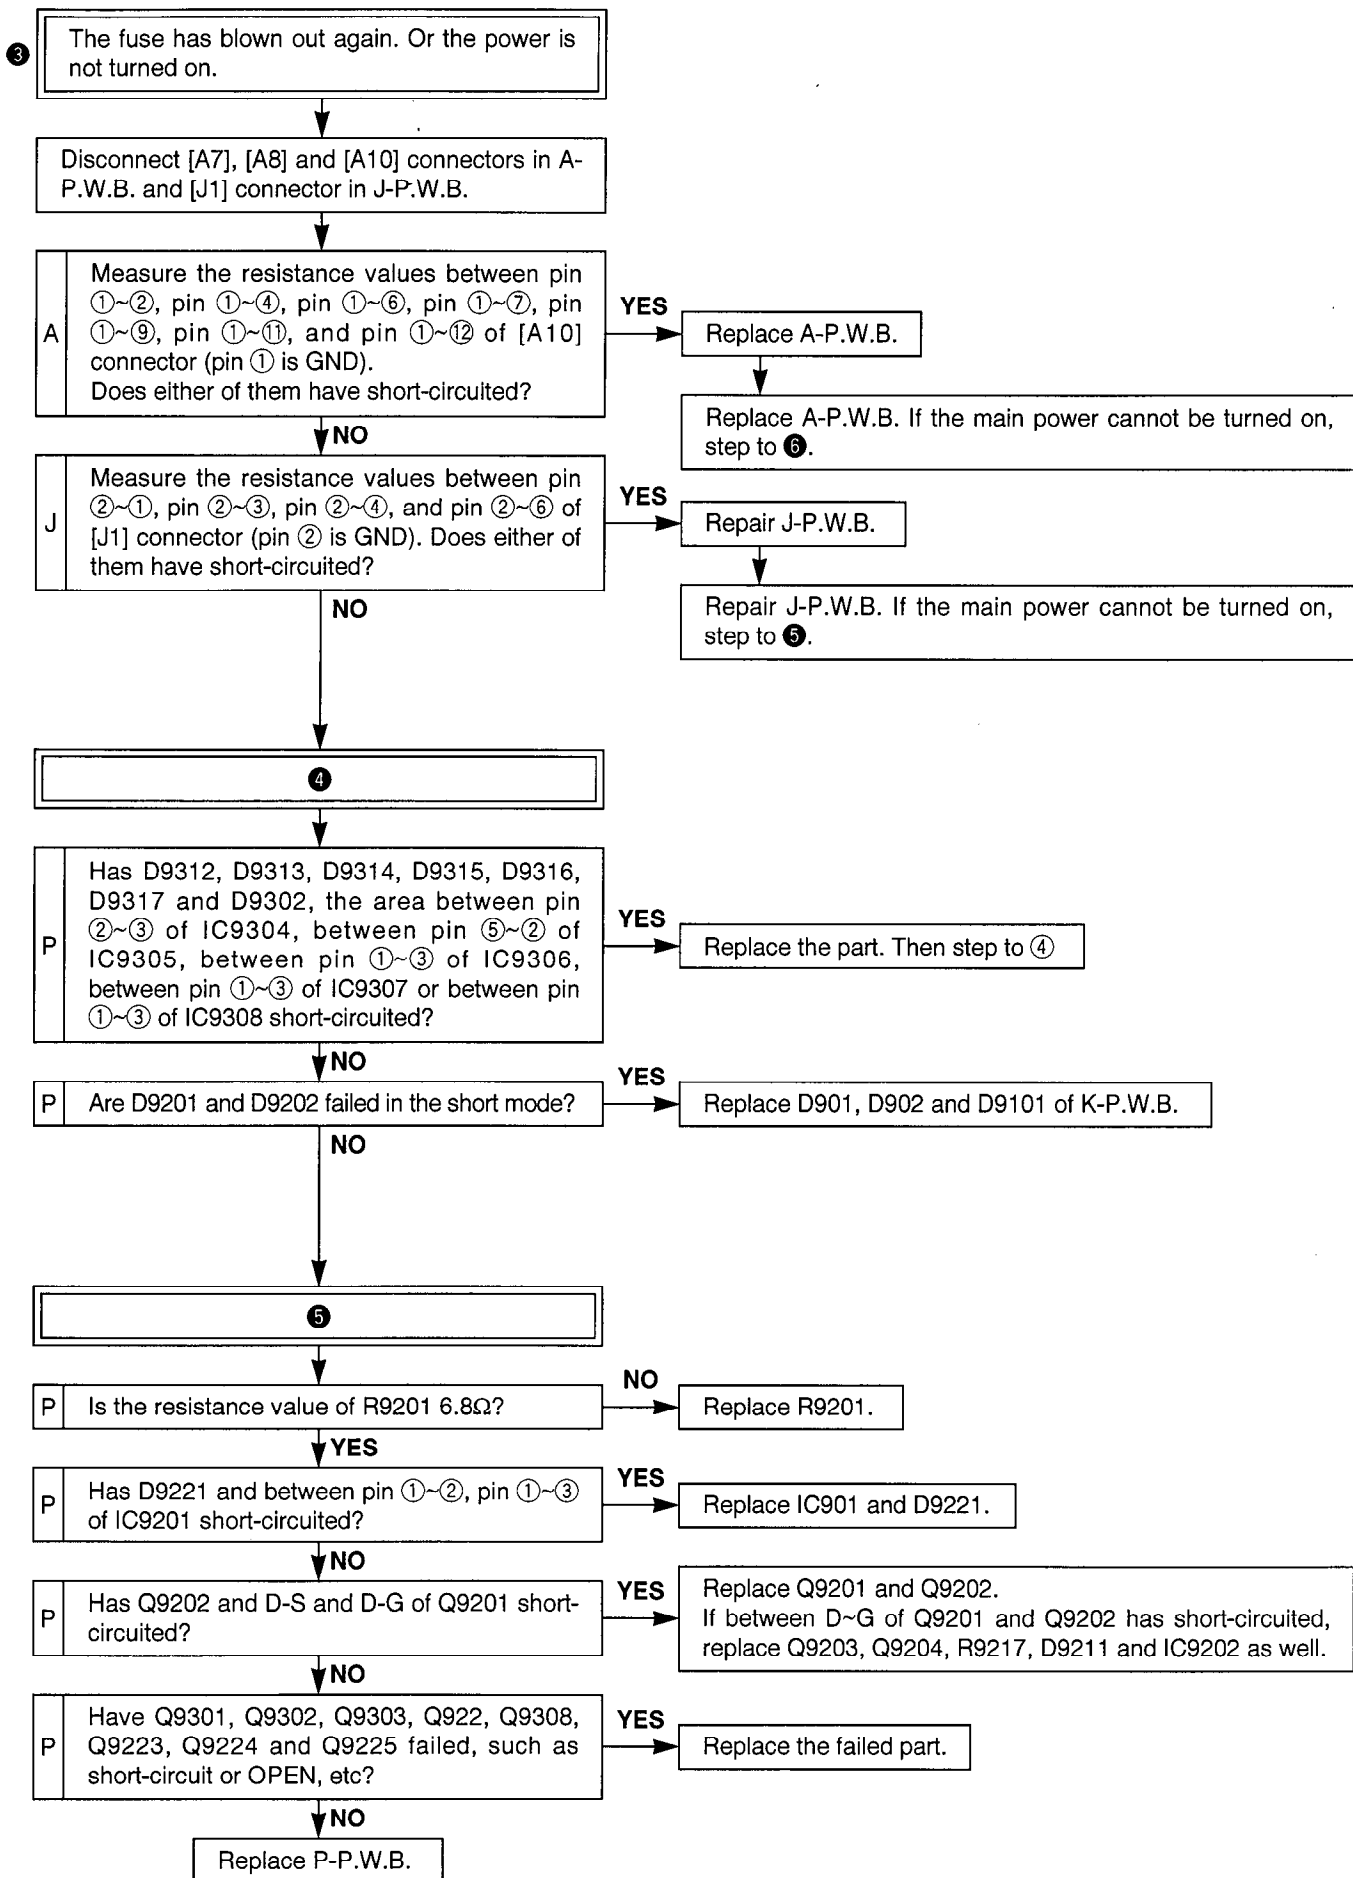 ❸
The fuse has blown out again. Or the power is
not turned on.
Disconnect [A7], [A8] and [A10] connectors in A-
P.W.B. and [J1] connector in J-P.W.B.
A
Measure the resistance values between pin
①~②, pin ①~④, pin ①~⑥, pin ①~⑦, pin
①~⑨, pin ①~⑪, and pin ①~⑫ of [A10]
connector (pin ① is GND).
Does either of them have short-circuited?
YES
Replace A-P.W.B.
Replace A-P.W.B. If the main power cannot be turned on,
step to ❻.
NO
J
Measure the resistance values between pin
②~①, pin ②~③, pin ②~④, and pin ②~⑥ of
[J1] connector (pin ② is GND). Does either of
them have short-circuited?
YES
Repair J-P.W.B.
Repair J-P.W.B. If the main power cannot be turned on,
step to ❺.
NO
❹
P
Has D9312, D9313, D9314, D9315, D9316,
D9317 and D9302, the area between pin
②~③ of IC9304, between pin ⑤~② of
IC9305, between pin ①~③ of IC9306,
between pin ①~③ of IC9307 or between pin
①~③ of IC9308 short-circuited?
YES
Replace the part. Then step to ④
NO
P
Are D9201 and D9202 failed in the short mode?
YES
Replace D901, D902 and D9101 of K-P.W.B.
NO
❺
P
Is the resistance value of R9201 6.8Ω?
NO
Replace R9201.
YES
P
Has D9221 and between pin ①~②, pin ①~③
of IC9201 short-circuited?
YES
Replace IC901 and D9221.
NO
P
Has Q9202 and D-S and D-G of Q9201 short-
circuited?
YES
Replace Q9201 and Q9202.
If between D~G of Q9201 and Q9202 has short-circuited,
replace Q9203, Q9204, R9217, D9211 and IC9202 as well.
NO
P
Have Q9301, Q9302, Q9303, Q922, Q9308,
Q9223, Q9224 and Q9225 failed, such as
short-circuit or OPEN, etc?
YES
Replace the failed part.
NO
Replace P-P.W.B.